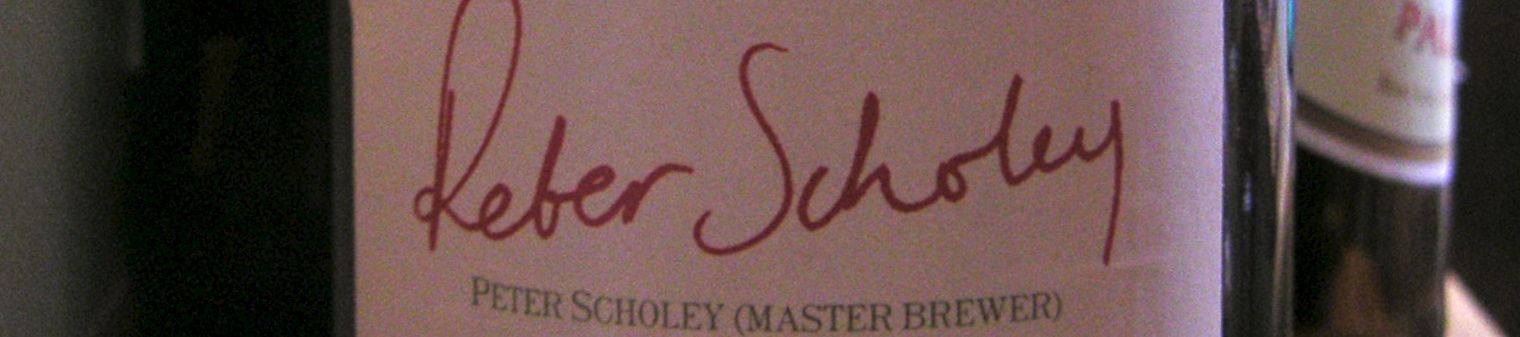 Peter Scholey
PETER SCHOLEY (MASTER BREWER)